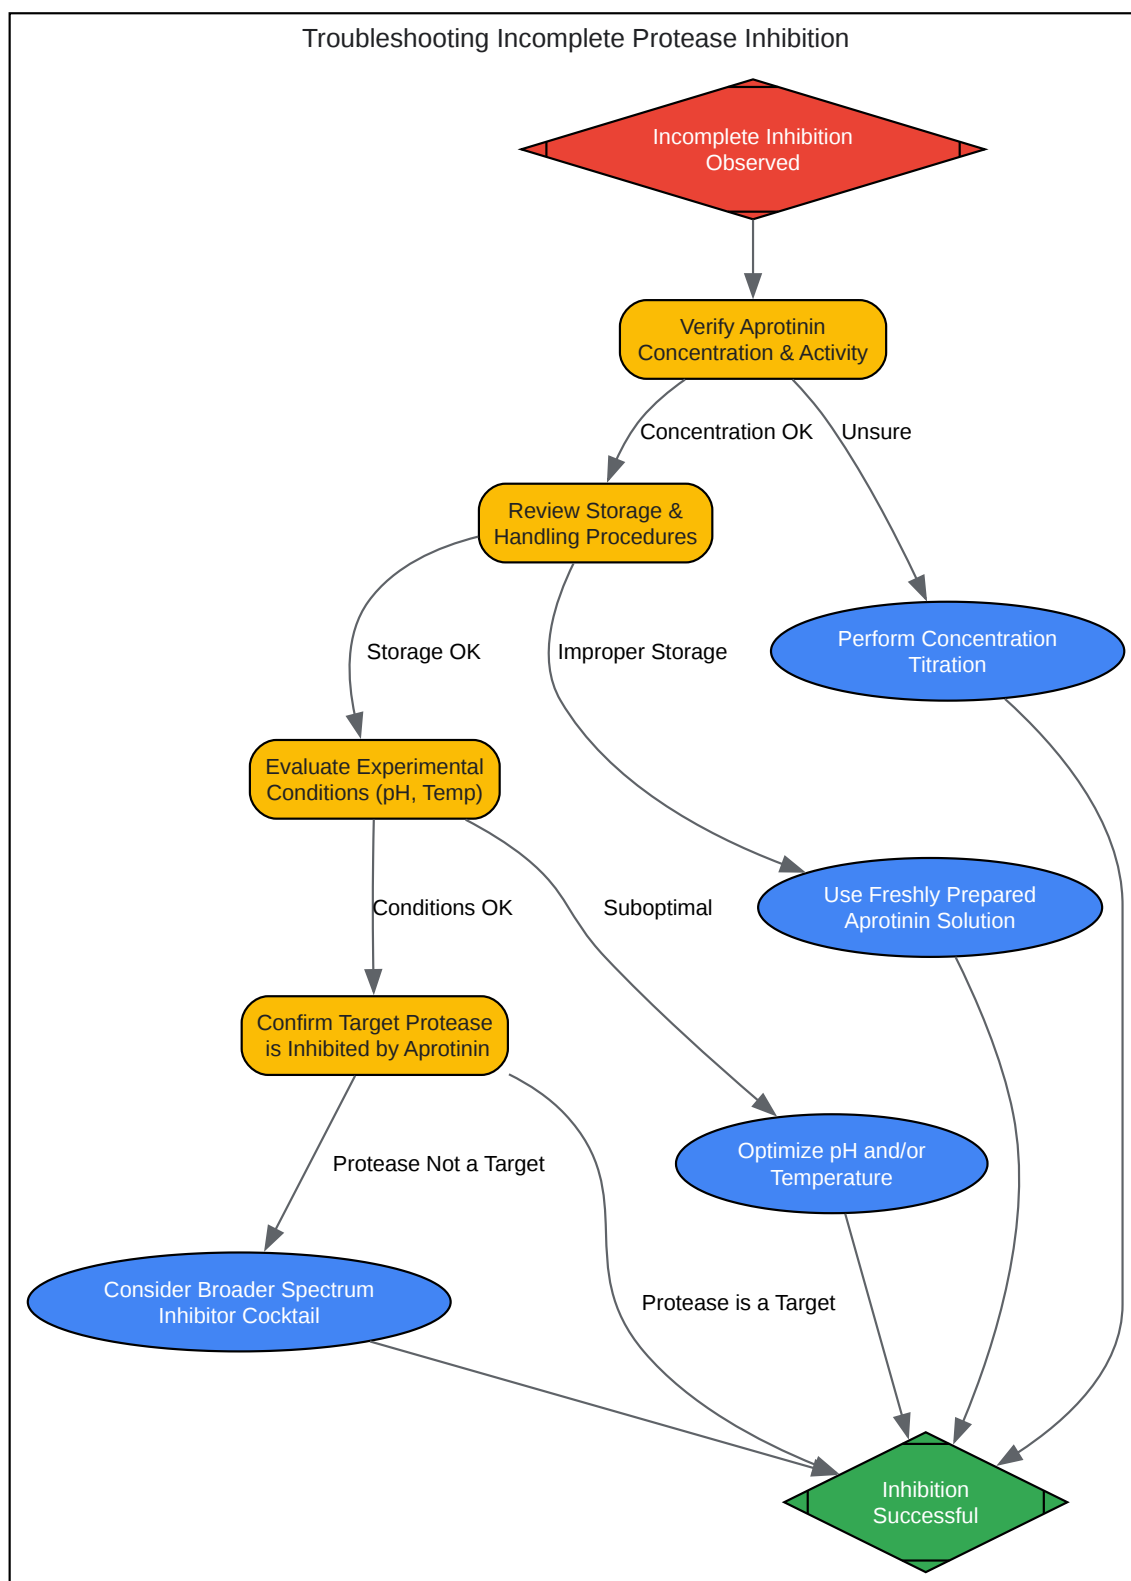 Troubleshooting Incomplete Protease Inhibition
Incomplete Inhibition
Observed
Verify Aprotinin
Concentration & Activity
Concentration OK
Unsure
Review Storage &
Handling Procedures
Storage OK
Improper Storage
Perform Concentration
Titration
Evaluate Experimental
Conditions (pH, Temp)
Use Freshly Prepared
Aprotinin Solution
Conditions OK
Suboptimal
Confirm Target Protease
is Inhibited by Aprotinin
Optimize pH and/or
Temperature
Protease Not a Target
Consider Broader Spectrum
Inhibitor Cocktail
Protease is a Target
Inhibition
Successful